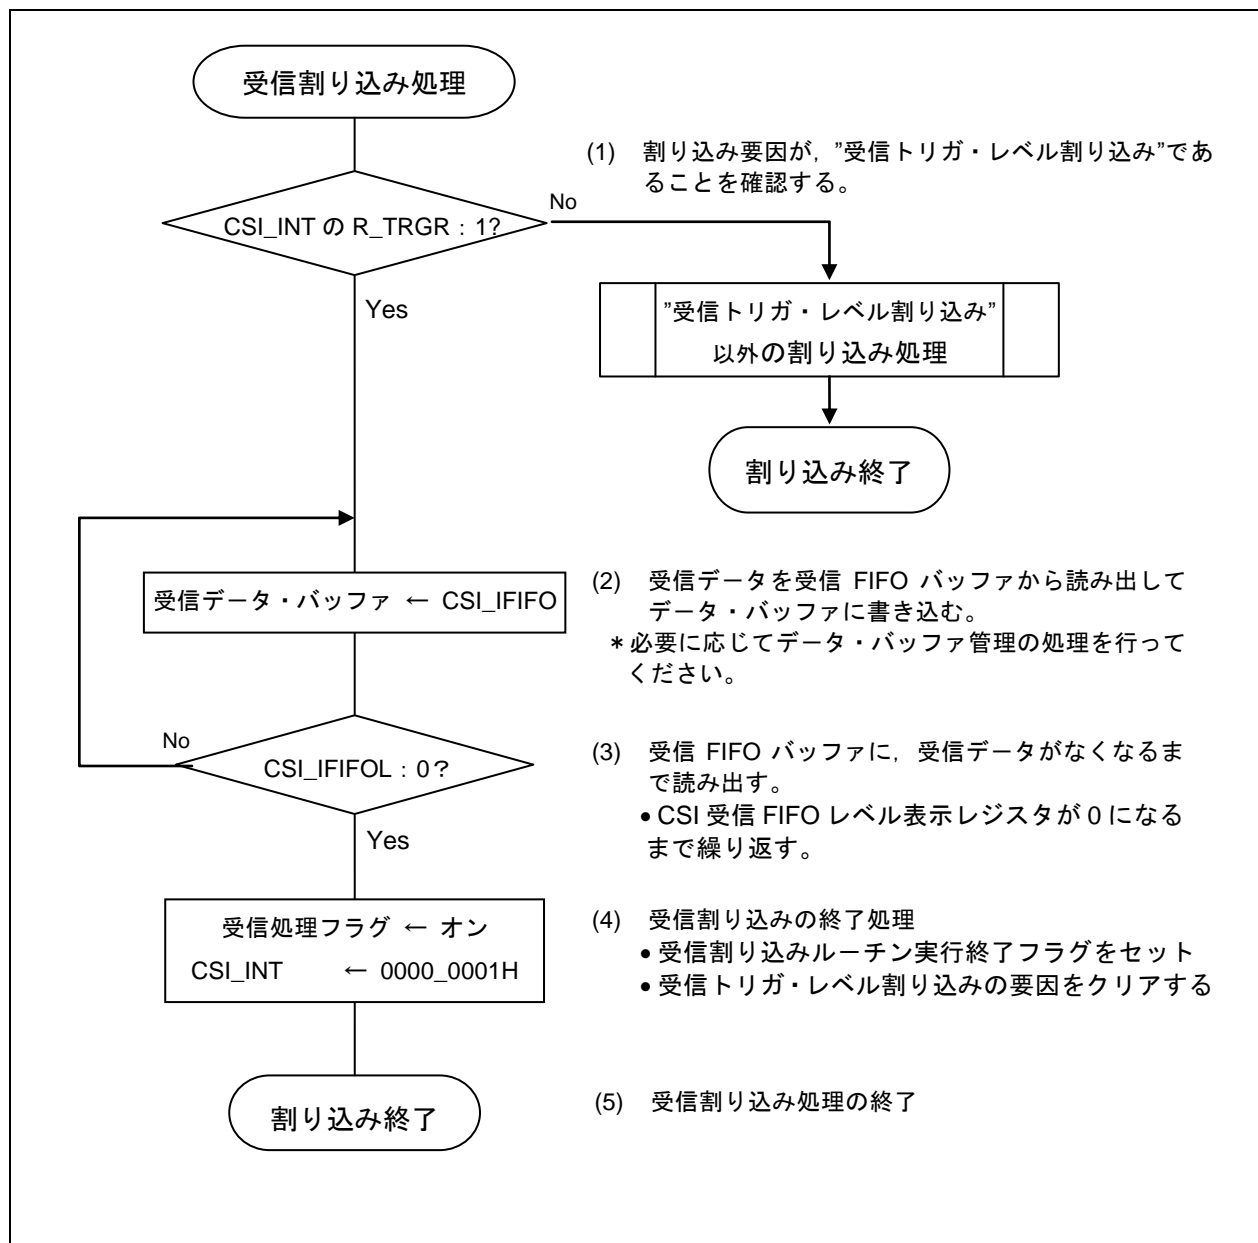 受信割り込み処理
(1) 割り込み要因が，”受信トリガ・レベル割り込み”であ
ることを確認する。
CSI_INT の R_TRGR：1?
No
Yes
”受信トリガ・レベル割り込み”
以外の割り込み処理
割り込み終了
受信データ・バッファ ← CSI_IFIFO
(2) 受信データを受信 FIFO バッファから読み出して
データ・バッファに書き込む。
＊必要に応じてデータ・バッファ管理の処理を行って
ください。
No
CSI_IFIFOL：0？
Yes
(3) 受信 FIFO バッファに，受信データがなくなるま
で読み出す。
• CSI 受信 FIFO レベル表示レジスタが 0 になる
まで繰り返す。
受信処理フラグ ← オン
CSI_INT ← 0000_0001H
(4) 受信割り込みの終了処理
• 受信割り込みルーチン実行終了フラグをセット
• 受信トリガ・レベル割り込みの要因をクリアする
割り込み終了
(5) 受信割り込み処理の終了